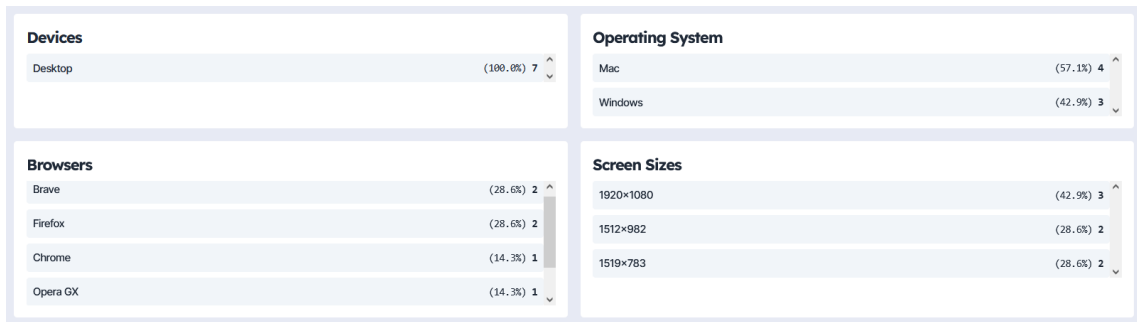 Devices
Desktop (100.0%) 7
Operating System
Mac (57.1%) 4
Windows (42.9%) 3
Browsers
Brave (28.6%) 2
Firefox (28.6%) 2
Chrome (14.3%) 1
Opera GX (14.3%) 1
Screen Sizes
1920×1080 (42.9%) 3
1512×982 (28.6%) 2
1519×783 (28.6%) 2